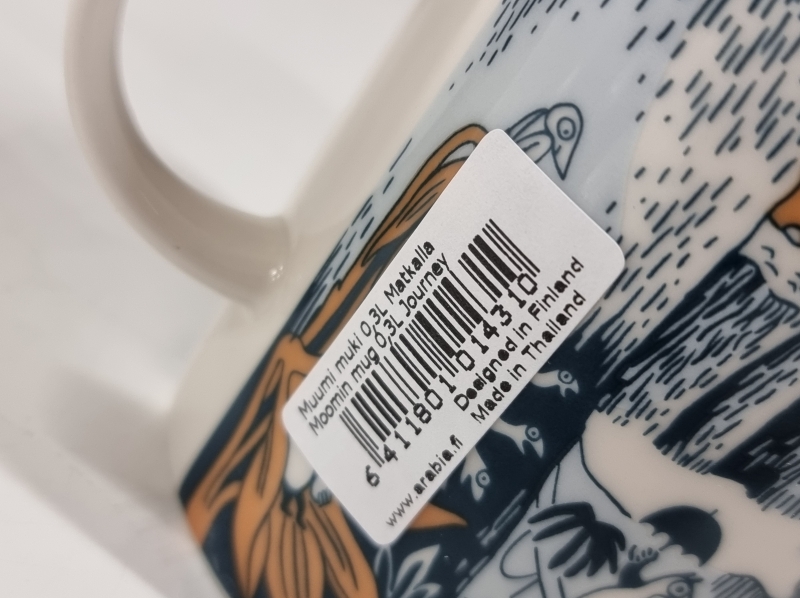 Muumi muki 0,3L Matkalla
Moomin mug 0,3L Journey
6 411801 014310
Designed in Finland
www.arabia.fi Made in Thailand